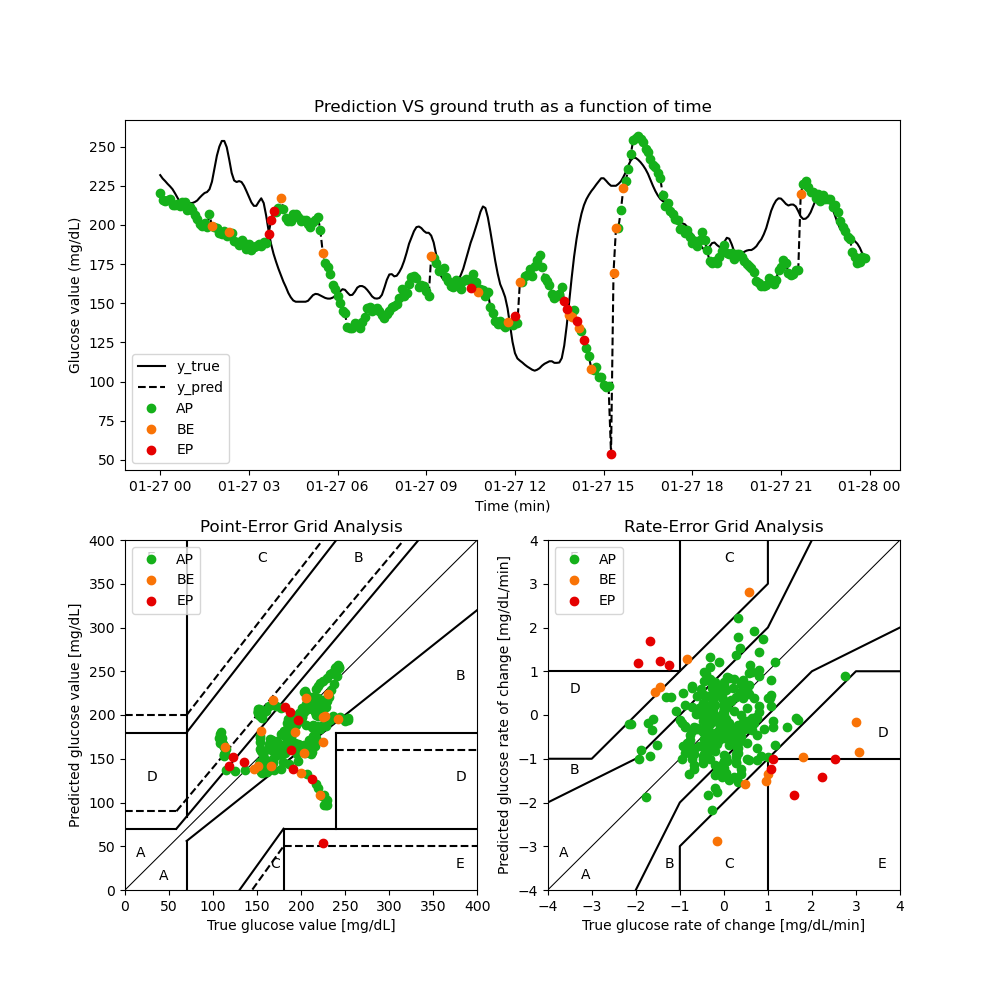 Prediction VS ground truth as a function of time
Glucose value (mg/dL)
250
225
200
175
150
125
100
75
50
y_true
y_pred
AP
BE
EP
01-27 00 01-27 03 01-27 06 01-27 09 01-27 12 01-27 15 01-27 18 01-27 21 01-28 00
Time (min)
Point-Error Grid Analysis
Predicted glucose value [mg/dL]
400
350
300
250
200
150
100
50
0
AP
BE
EP
C B
B
D D
A
A
C E
0 50 100 150 200 250 300 350 400
True glucose value [mg/dL]
Rate-Error Grid Analysis
Predicted glucose rate of change [mg/dL/min]
4
3
2
1
0
−1
−2
−3
−4
AP
BE
EP
C
D
D
B
A
A
B C E
−4 −3 −2 −1 0 1 2 3 4
True glucose rate of change [mg/dL/min]